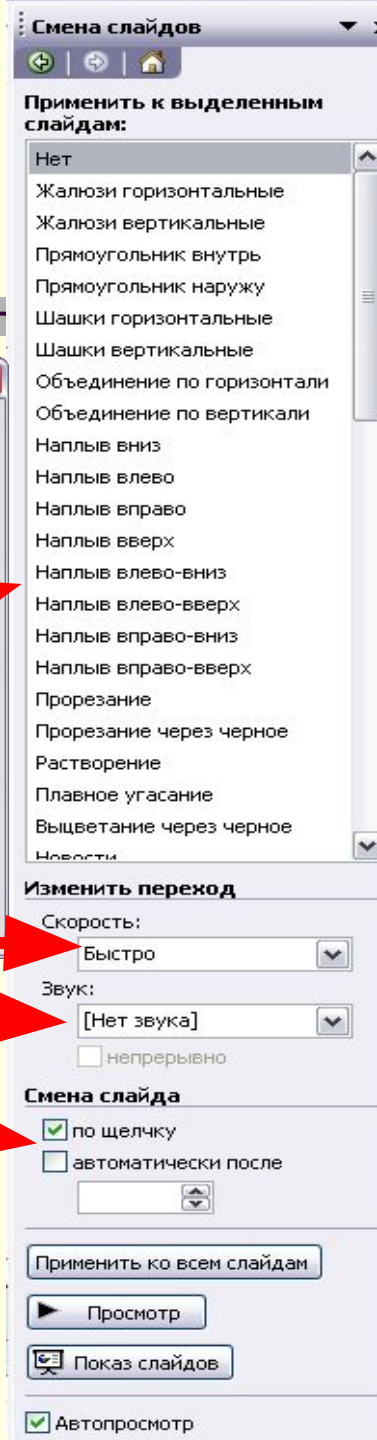 Смена слайдов
Применить к выделенным
слайдам:
Нет
Жалюзи горизонтальные
Жалюзи вертикальные
Прямоугольник внутрь
Прямоугольник наружу
Шашки горизонтальные
Шашки вертикальные
Объединение по горизонтали
Объединение по вертикали
Наплыв вниз
Наплыв влево
Наплыв вправо
Наплыв вверх
Наплыв влево-вниз
Наплыв влево-вверх
Наплыв вправо-вниз
Наплыв вправо-вверх
Прорезание
Прорезание через черное
Растворение
Плавное угасание
Выцветание через черное
Новости
Изменить переход
Скорость:
Быстро
Звук:
[Нет звука]
непрерывно
Смена слайда
по щелчку
автоматически после
Применить ко всем слайдам
Просмотр
Показ слайдов
Автопросмотр